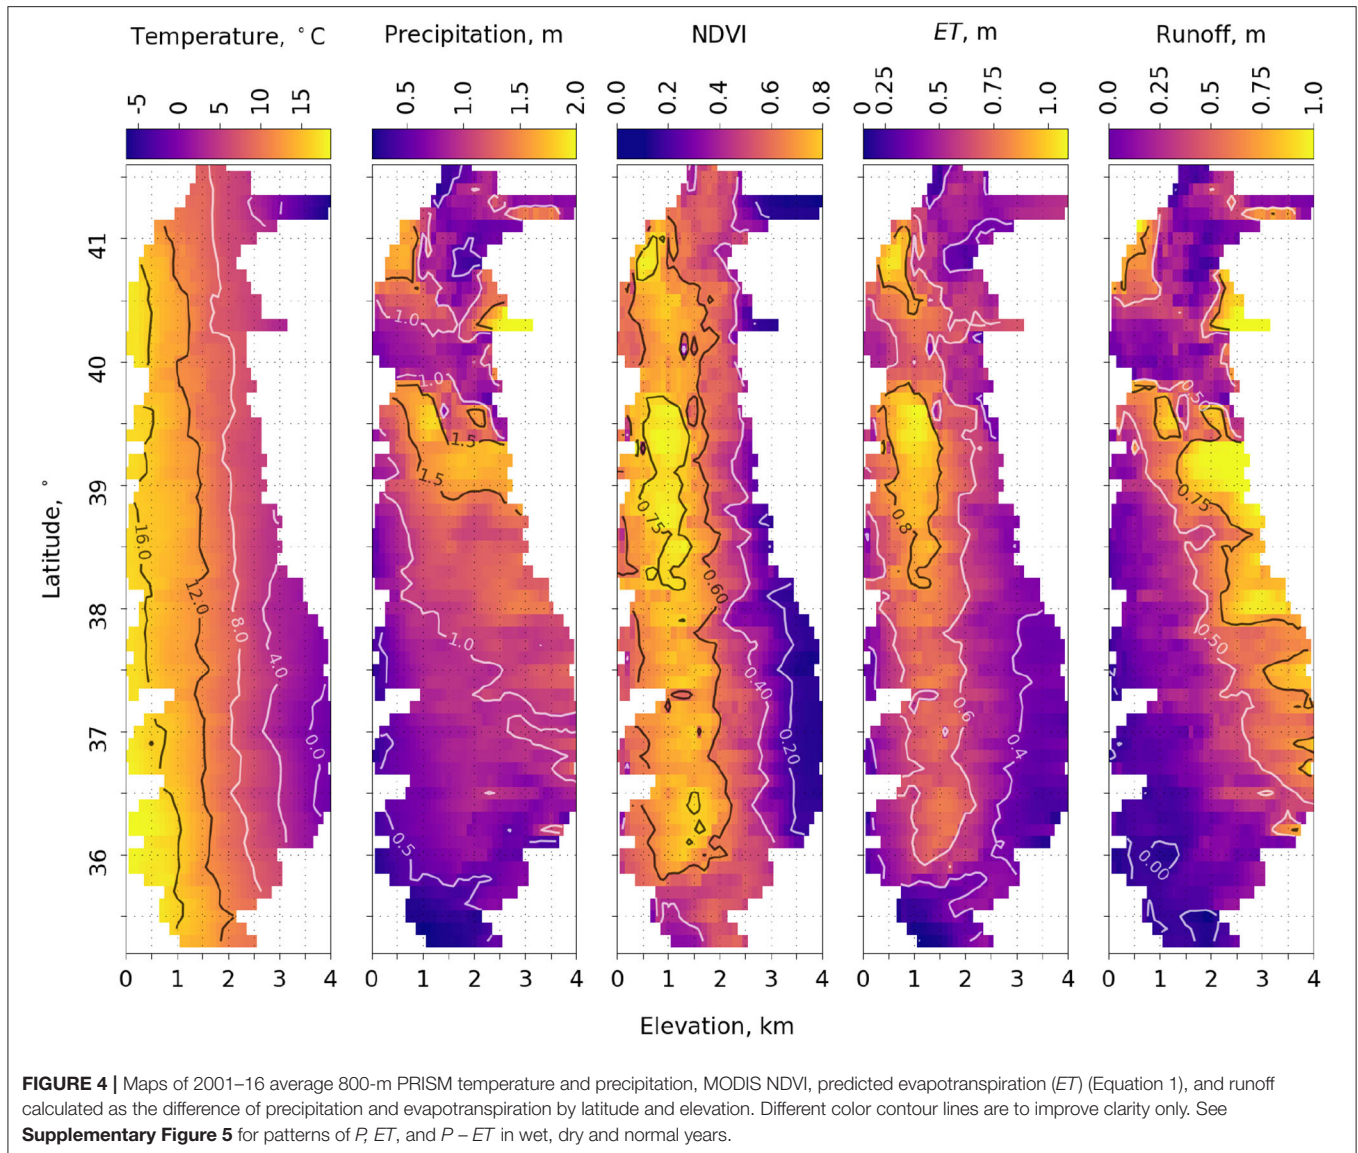 Temperature, °C
Precipitation, m
NDVI
ET, m
Runoff, m
-5 0 5 10 15
0.5 1.0 1.5 2.0
0.0 0.2 0.4 0.6 0.8
0.25 0.5 0.75 1.0
0.0 0.25 0.5 0.75 1.0
41
40
39
38
37
36
Latitude, °
16.0
12.0
8.0
4.0
0.0
1.0
1.0
1.5
1.5
1.0
0.5
0.75
0.60
0.40
0.20
0.8
0.6
0.4
0.50
0.75
0.50
0.00
0 1 2 3 4
0 1 2 3 4
0 1 2 3 4
0 1 2 3 4
0 1 2 3 4
Elevation, km
FIGURE 4 | Maps of 2001–16 average 800-m PRISM temperature and precipitation, MODIS NDVI, predicted evapotranspiration (ET) (Equation 1), and runoff
calculated as the difference of precipitation and evapotranspiration by latitude and elevation. Different color contour lines are to improve clarity only. See
Supplementary Figure 5 for patterns of P, ET, and P – ET in wet, dry and normal years.